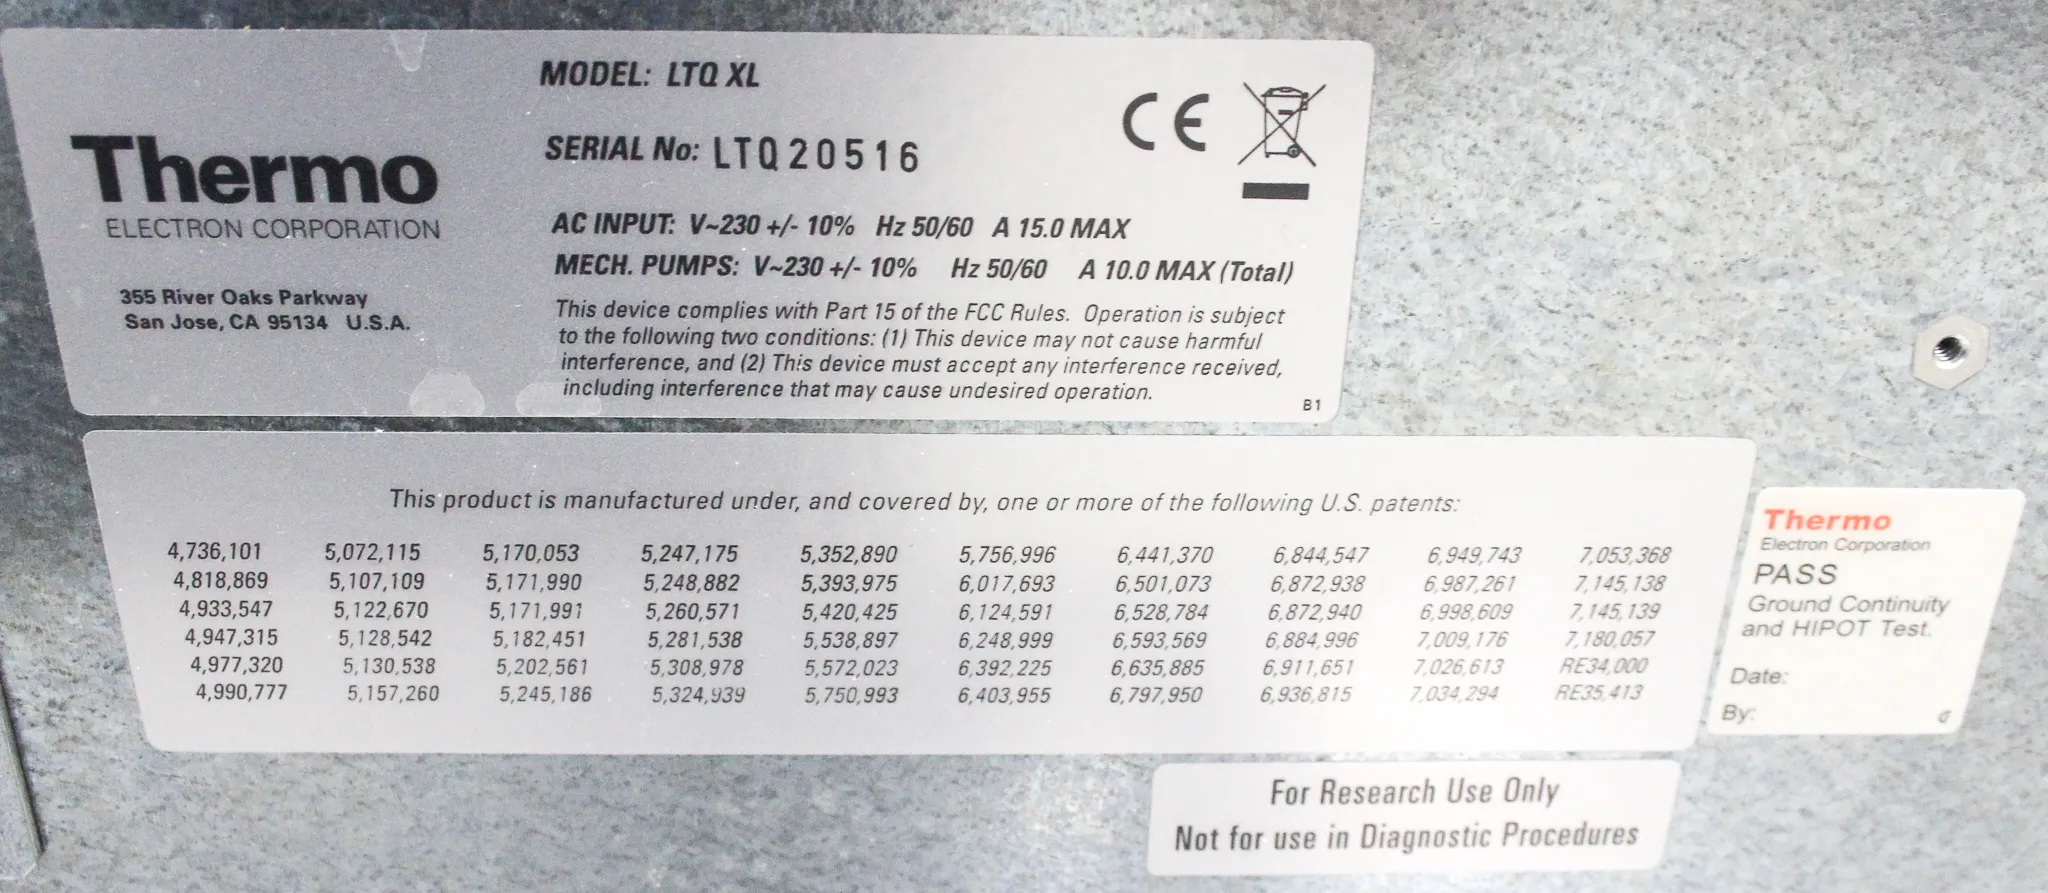 Thermo
ELECTRON CORPORATION
355 River Oaks Parkway
San Jose, CA 95134 U.S.A.
MODEL: LTQ XL
SERIAL No: LTQ20516
CE
AC INPUT: V~230 +/- 10% Hz 50/60 A 15.0 MAX
MECH. PUMPS: V~230 +/- 10% Hz 50/60 A 10.0 MAX (Total)
This device complies with Part 15 of the FCC Rules. Operation is subject
to the following two conditions: (1) This device may not cause harmful
interference, and (2) This device must accept any interference received,
including interference that may cause undesired operation.
B1
This product is manufactured under, and covered by, one or more of the following U.S. patents:
4,736,101 5,072,115 5,170,053 5,247,175 5,352,890 5,756,996 6,441,370 6,844,547 6,949,743 7,053,368
4,818,869 5,107,109 5,171,990 5,248,882 5,393,975 6,017,693 6,501,073 6,872,938 6,987,261 7,145,138
4,933,547 5,122,670 5,171,991 5,260,571 5,420,425 6,124,591 6,528,784 6,872,940 6,998,609 7,145,139
4,947,315 5,128,542 5,182,451 5,281,538 5,538,897 6,248,999 6,593,569 6,884,996 7,009,176 7,180,057
4,977,320 5,130,538 5,202,561 5,308,978 5,572,023 6,392,225 6,635,885 6,911,651 7,026,613 RE34,000
4,990,777 5,157,260 5,245,186 5,324,939 5,750,993 6,403,955 6,797,950 6,936,815 7,034,294 RE35,413
Thermo
Electron Corporation
PASS
Ground Continuity
and HIPOT Test.
Date:
By:
For Research Use Only
Not for use in Diagnostic Procedures